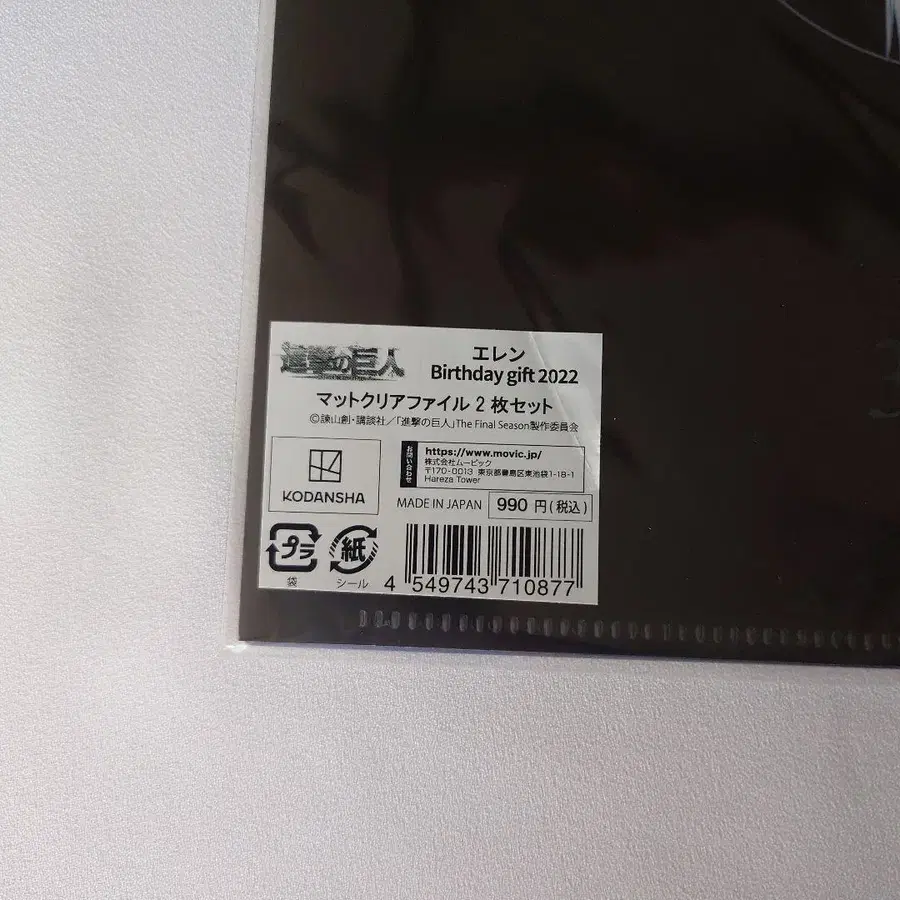 進撃の巨人
エレン
Birthday gift 2022
マットクリアファイル 2 枚セット
©諫山創・講談社／「進撃の巨人」The Final Season製作委員会
KODANSHA
お問い合わせ
https://www.movic.jp/
株式会社ムービック
〒170-0013 東京都豊島区東池袋1-18-1
Hareza Tower
MADE IN JAPAN
990 円(税込)
プラ
袋
紙
シール
4 549743 710877